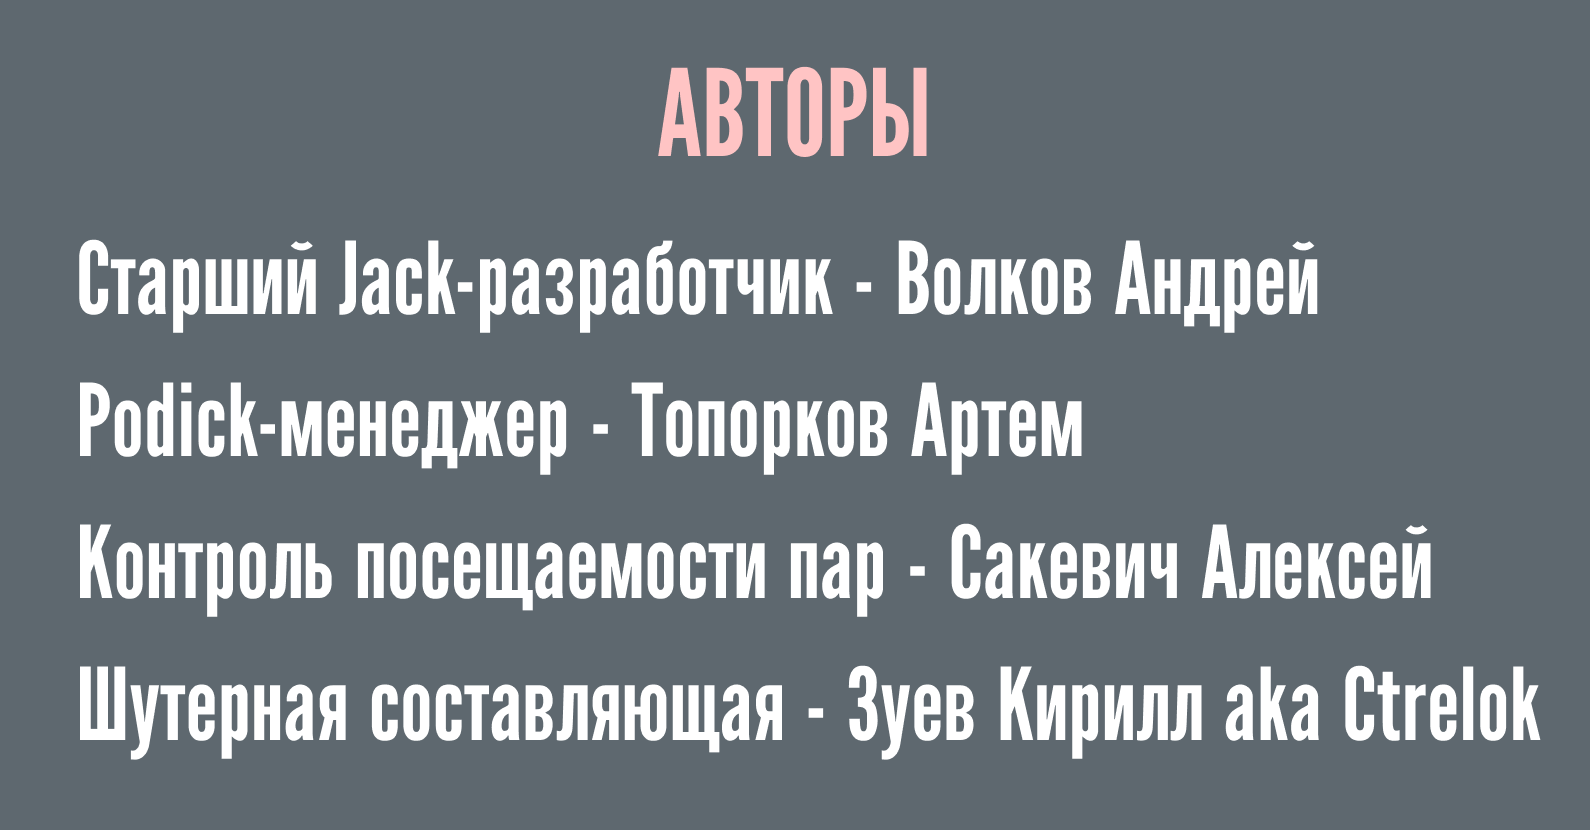 АВТОРЫ
Старший Jack-разработчик - Волков Андрей
Podick-менеджер - Топорков Артем
Контроль посещаемости пар - Сакевич Алексей
Шутерная составляющая - Зуев Кирилл aka Ctrelok